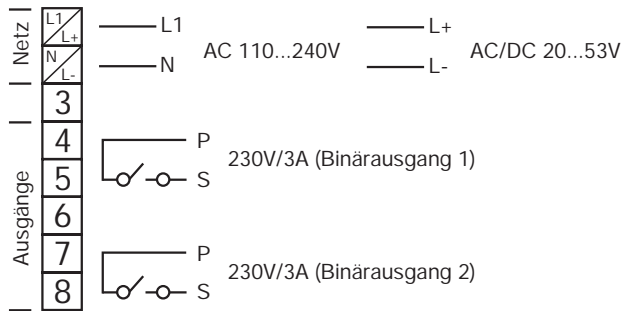 Netz
L1 L+
L1
AC 110...240V
L+
AC/DC 20...53V
N L-
N
L-
3
Ausgänge
4
P
230V/3A (Binärausgang 1)
5
S
6
7
P
230V/3A (Binärausgang 2)
8
S